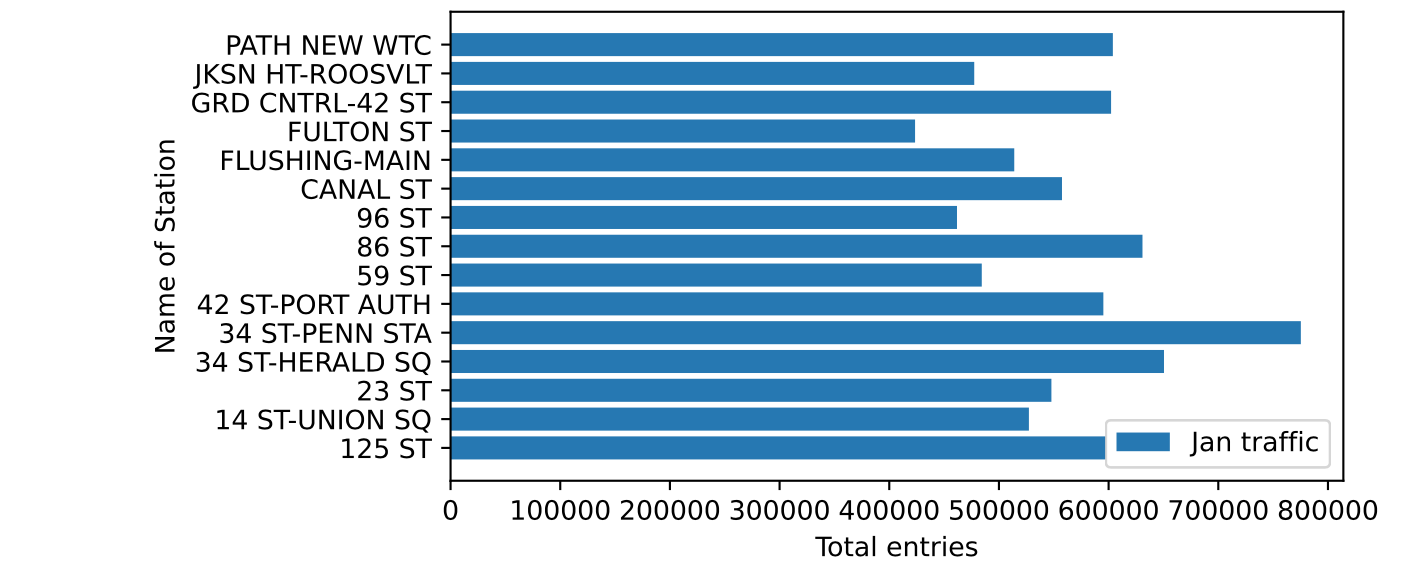 PATH NEW WTC
JKSN HT-ROOSVLT
GRD CNTRL-42 ST
FULTON ST
FLUSHING-MAIN
CANAL ST
96 ST
86 ST
59 ST
42 ST-PORT AUTH
34 ST-PENN STA
34 ST-HERALD SQ
23 ST
14 ST-UNION SQ
125 ST
Name of Station
Jan traffic
0 100000 200000 300000 400000 500000 600000 700000 800000
Total entries